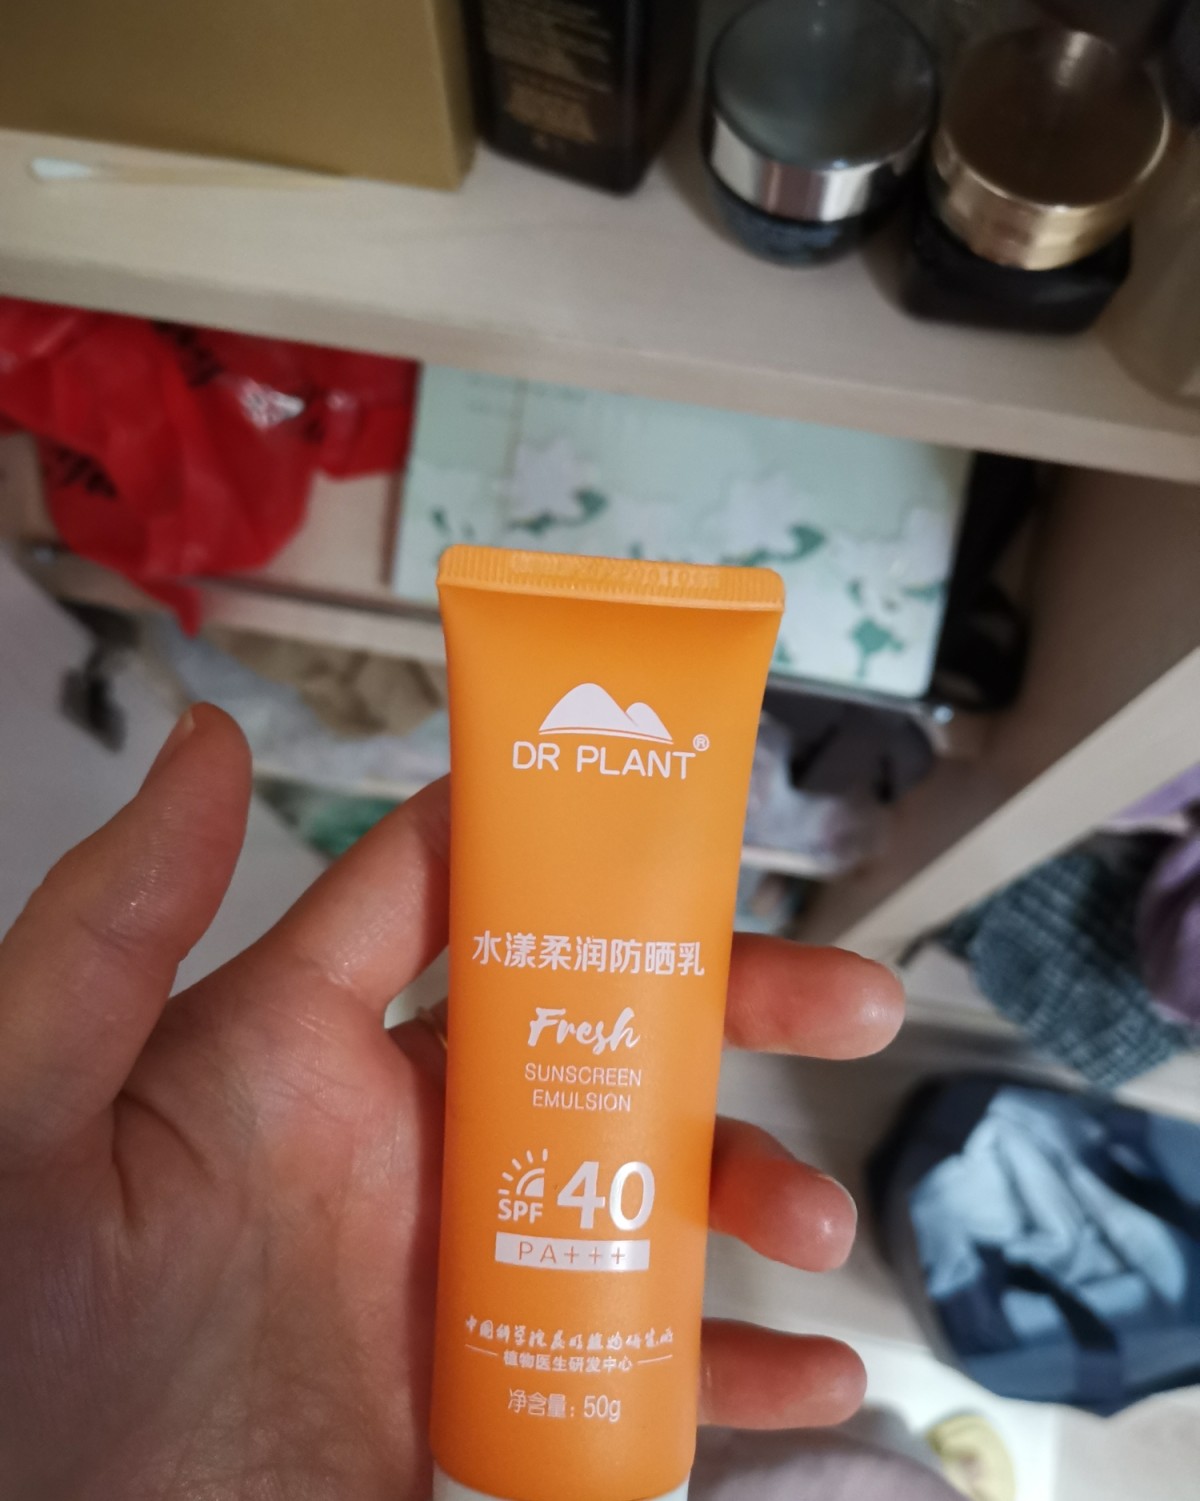 DR PLANT®
水漾柔润防晒乳
Fresh
SUNSCREEN
EMULSION
SPF 40
PA+++
中国科学院昆明植物研究所
植物医生研发中心
净含量：50g